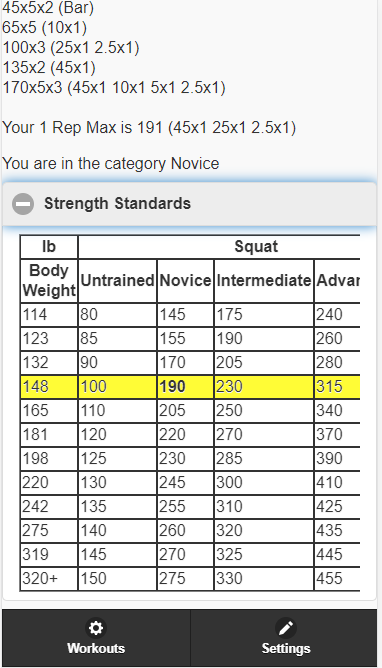 45x5x2 (Bar)
65x5 (10x1)
100x3 (25x1 2.5x1)
135x2 (45x1)
170x5x3 (45x1 10x1 5x1 2.5x1)
Your 1 Rep Max is 191 (45x1 25x1 2.5x1)
You are in the category Novice
Strength Standards
lb Squat
Body Weight Untrained Novice Intermediate Advar
114 80 145 175 240
123 85 155 190 260
132 90 170 205 280
148 100 190 230 315
165 110 205 250 340
181 120 220 270 370
198 125 230 285 390
220 130 245 300 410
242 135 255 310 425
275 140 260 320 435
319 145 270 325 445
320+ 150 275 330 455
Workouts Settings